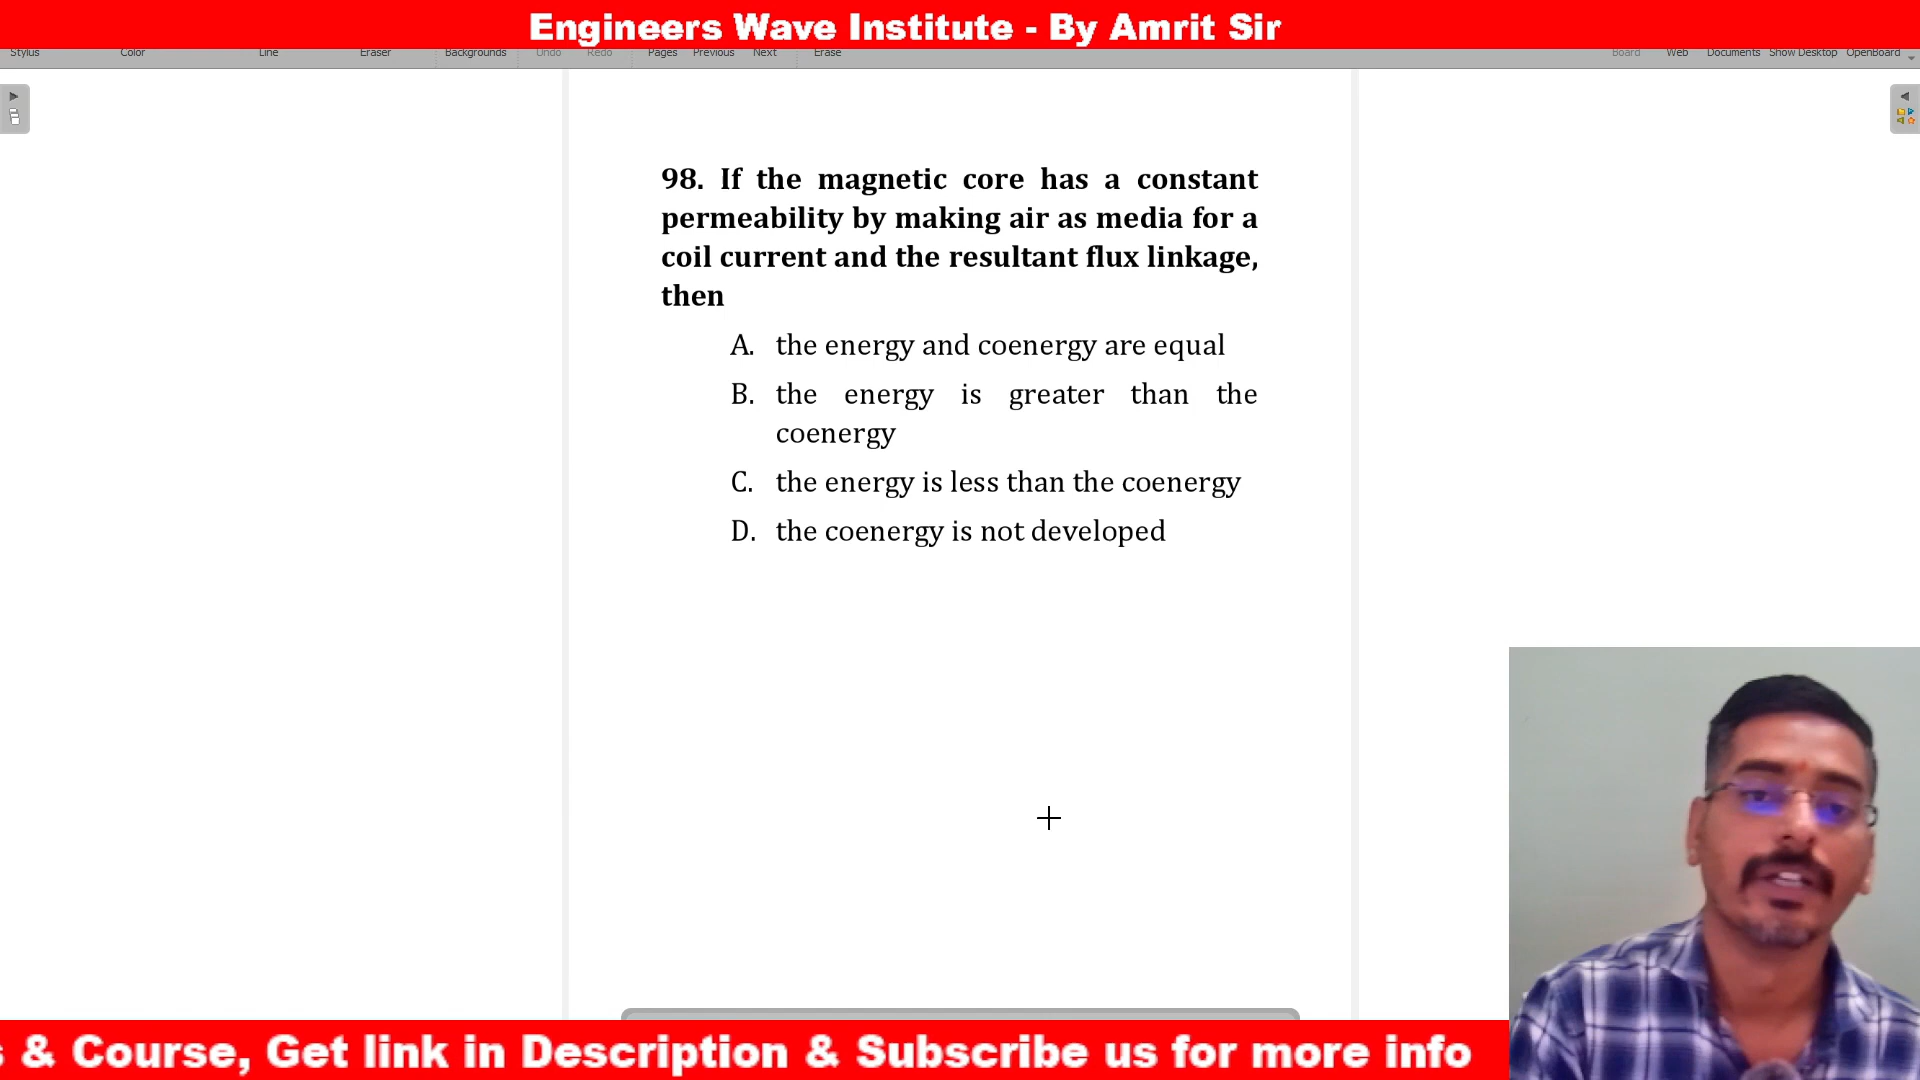 Engineers Wave Institute - By Amrit Sir
Stylus Color Line Eraser Backgrounds Undo Redo Pages Previous Next Erase Board Web Documents Show Desktop OpenBoard
98. If the magnetic core has a constant
permeability by making air as media for a
coil current and the resultant flux linkage,
then
A. the energy and coenergy are equal
B. the energy is greater than the
coenergy
C. the energy is less than the coenergy
D. the coenergy is not developed
& Course, Get link in Description & Subscribe us for more info